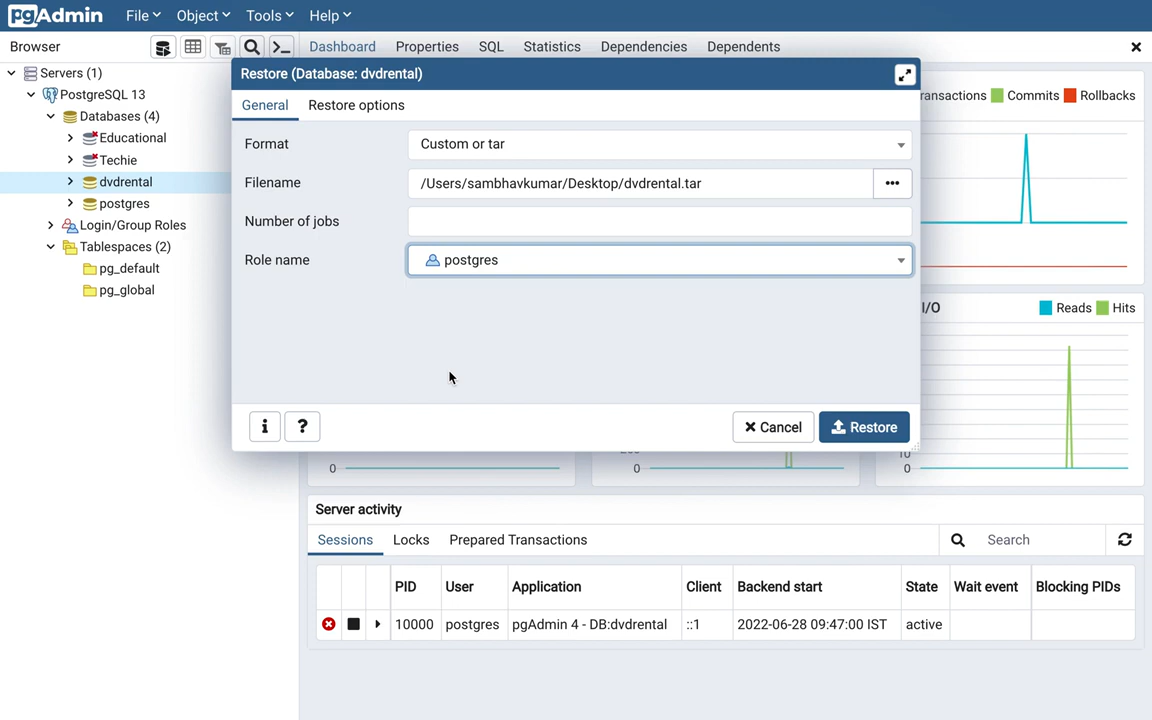 pgAdmin File Object Tools Help
Browser Dashboard Properties SQL Statistics Dependencies Dependents
Servers (1)
PostgreSQL 13
Databases (4)
Educational
Techie
dvdrental
postgres
Login/Group Roles
Tablespaces (2)
pg_default
pg_global
Restore (Database: dvdrental)
General Restore options
Format Custom or tar
Filename /Users/sambhavkumar/Desktop/dvdrental.tar
Number of jobs
Role name postgres
Cancel Restore
Commits Rollbacks
I/O Reads Hits
0 0 10
0
Server activity
Sessions Locks Prepared Transactions Search
PID User Application Client Backend start State Wait event Blocking PIDs
10000 postgres pgAdmin 4 - DB:dvdrental ::1 2022-06-28 09:47:00 IST active